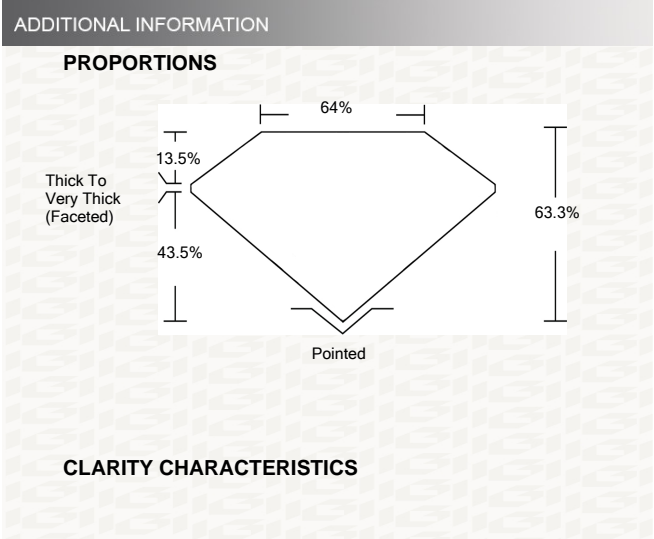 ADDITIONAL INFORMATION
PROPORTIONS
64%
13.5%
Thick To
Very Thick
(Faceted)
63.3%
43.5%
Pointed
CLARITY CHARACTERISTICS